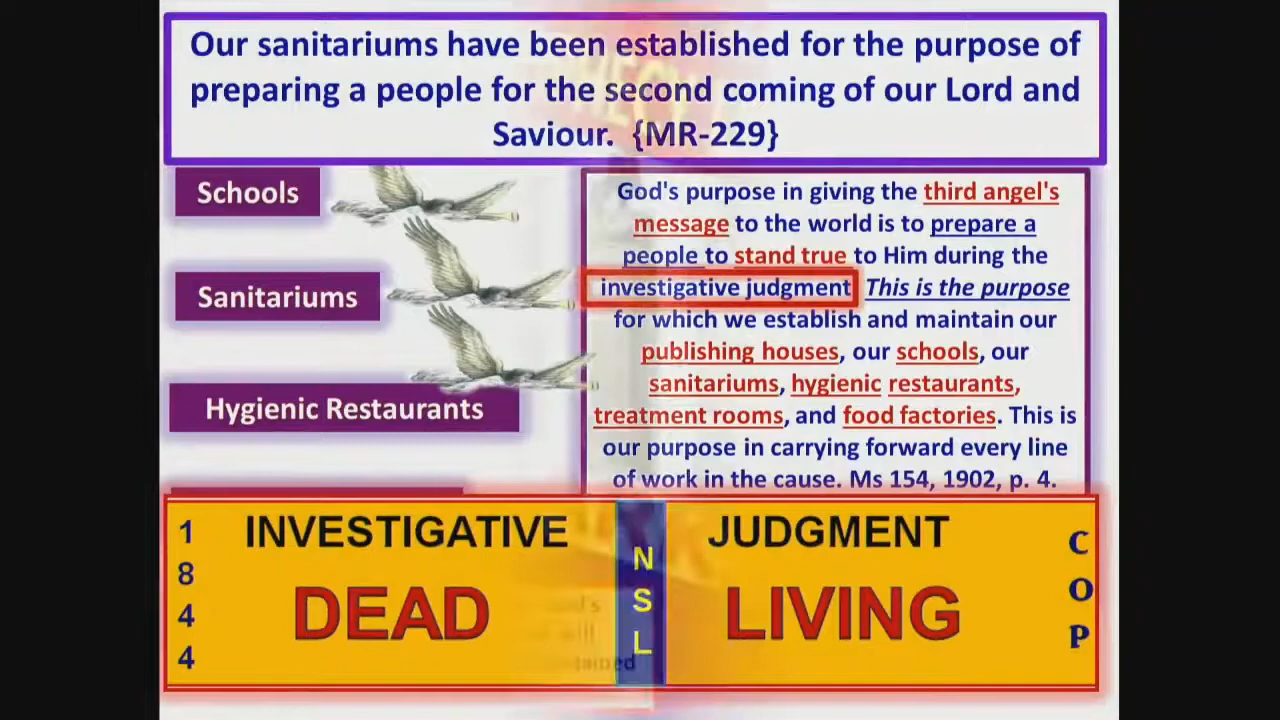 Our sanitariums have been established for the purpose of
preparing a people for the second coming of our Lord and
Saviour. {MR-229}
Schools
Sanitariums
Hygienic Restaurants
God's purpose in giving the third angel's
message to the world is to prepare a
people to stand true to Him during the
investigative judgment This is the purpose
for which we establish and maintain our
publishing houses, our schools, our
sanitariums, hygienic restaurants,
treatment rooms, and food factories. This is
our purpose in carrying forward every line
of work in the cause. Ms 154, 1902, p. 4.
1844
INVESTIGATIVE
DEAD
NSL
JUDGMENT
LIVING
COP